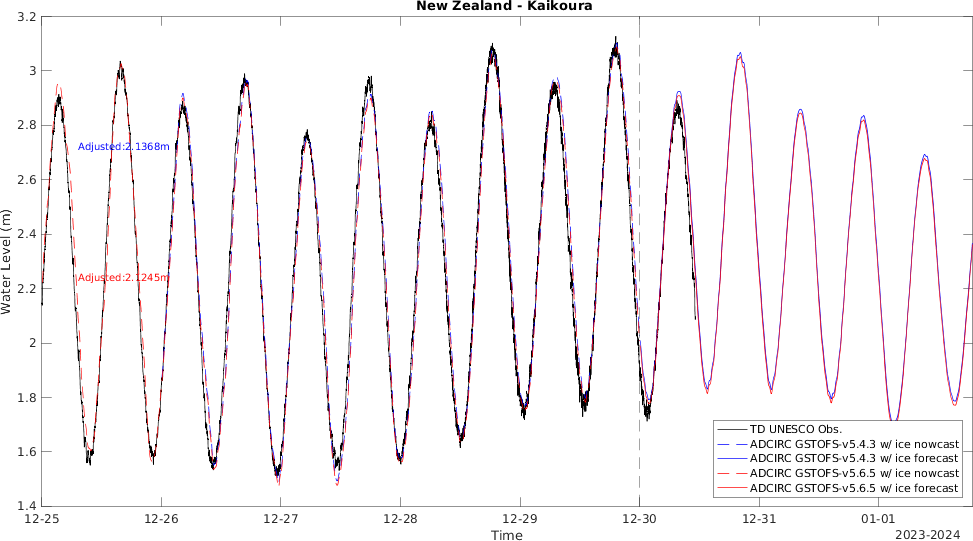 New Zealand - Kaikoura
Water Level (m)
3.2
3
2.8
2.6
2.4
2.2
2
1.8
1.6
1.4
Adjusted:2.1368m
Adjusted:2.1245m
TD UNESCO Obs.
ADCIRC GSTOFS-v5.4.3 w/ ice nowcast
ADCIRC GSTOFS-v5.4.3 w/ ice forecast
ADCIRC GSTOFS-v5.6.5 w/ ice nowcast
ADCIRC GSTOFS-v5.6.5 w/ ice forecast
12-25 12-26 12-27 12-28 12-29 12-30 12-31 01-01
Time
2023-2024